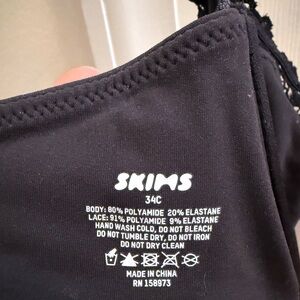 SKIMS
34C
BODY: 80% POLYAMIDE 20% ELASTANE
LACE: 91% POLYAMIDE 9% ELASTANE
HAND WASH COLD, DO NOT BLEACH
DO NOT TUMBLE DRY, DO NOT IRON
DO NOT DRY CLEAN
MADE IN CHINA
RN 158973